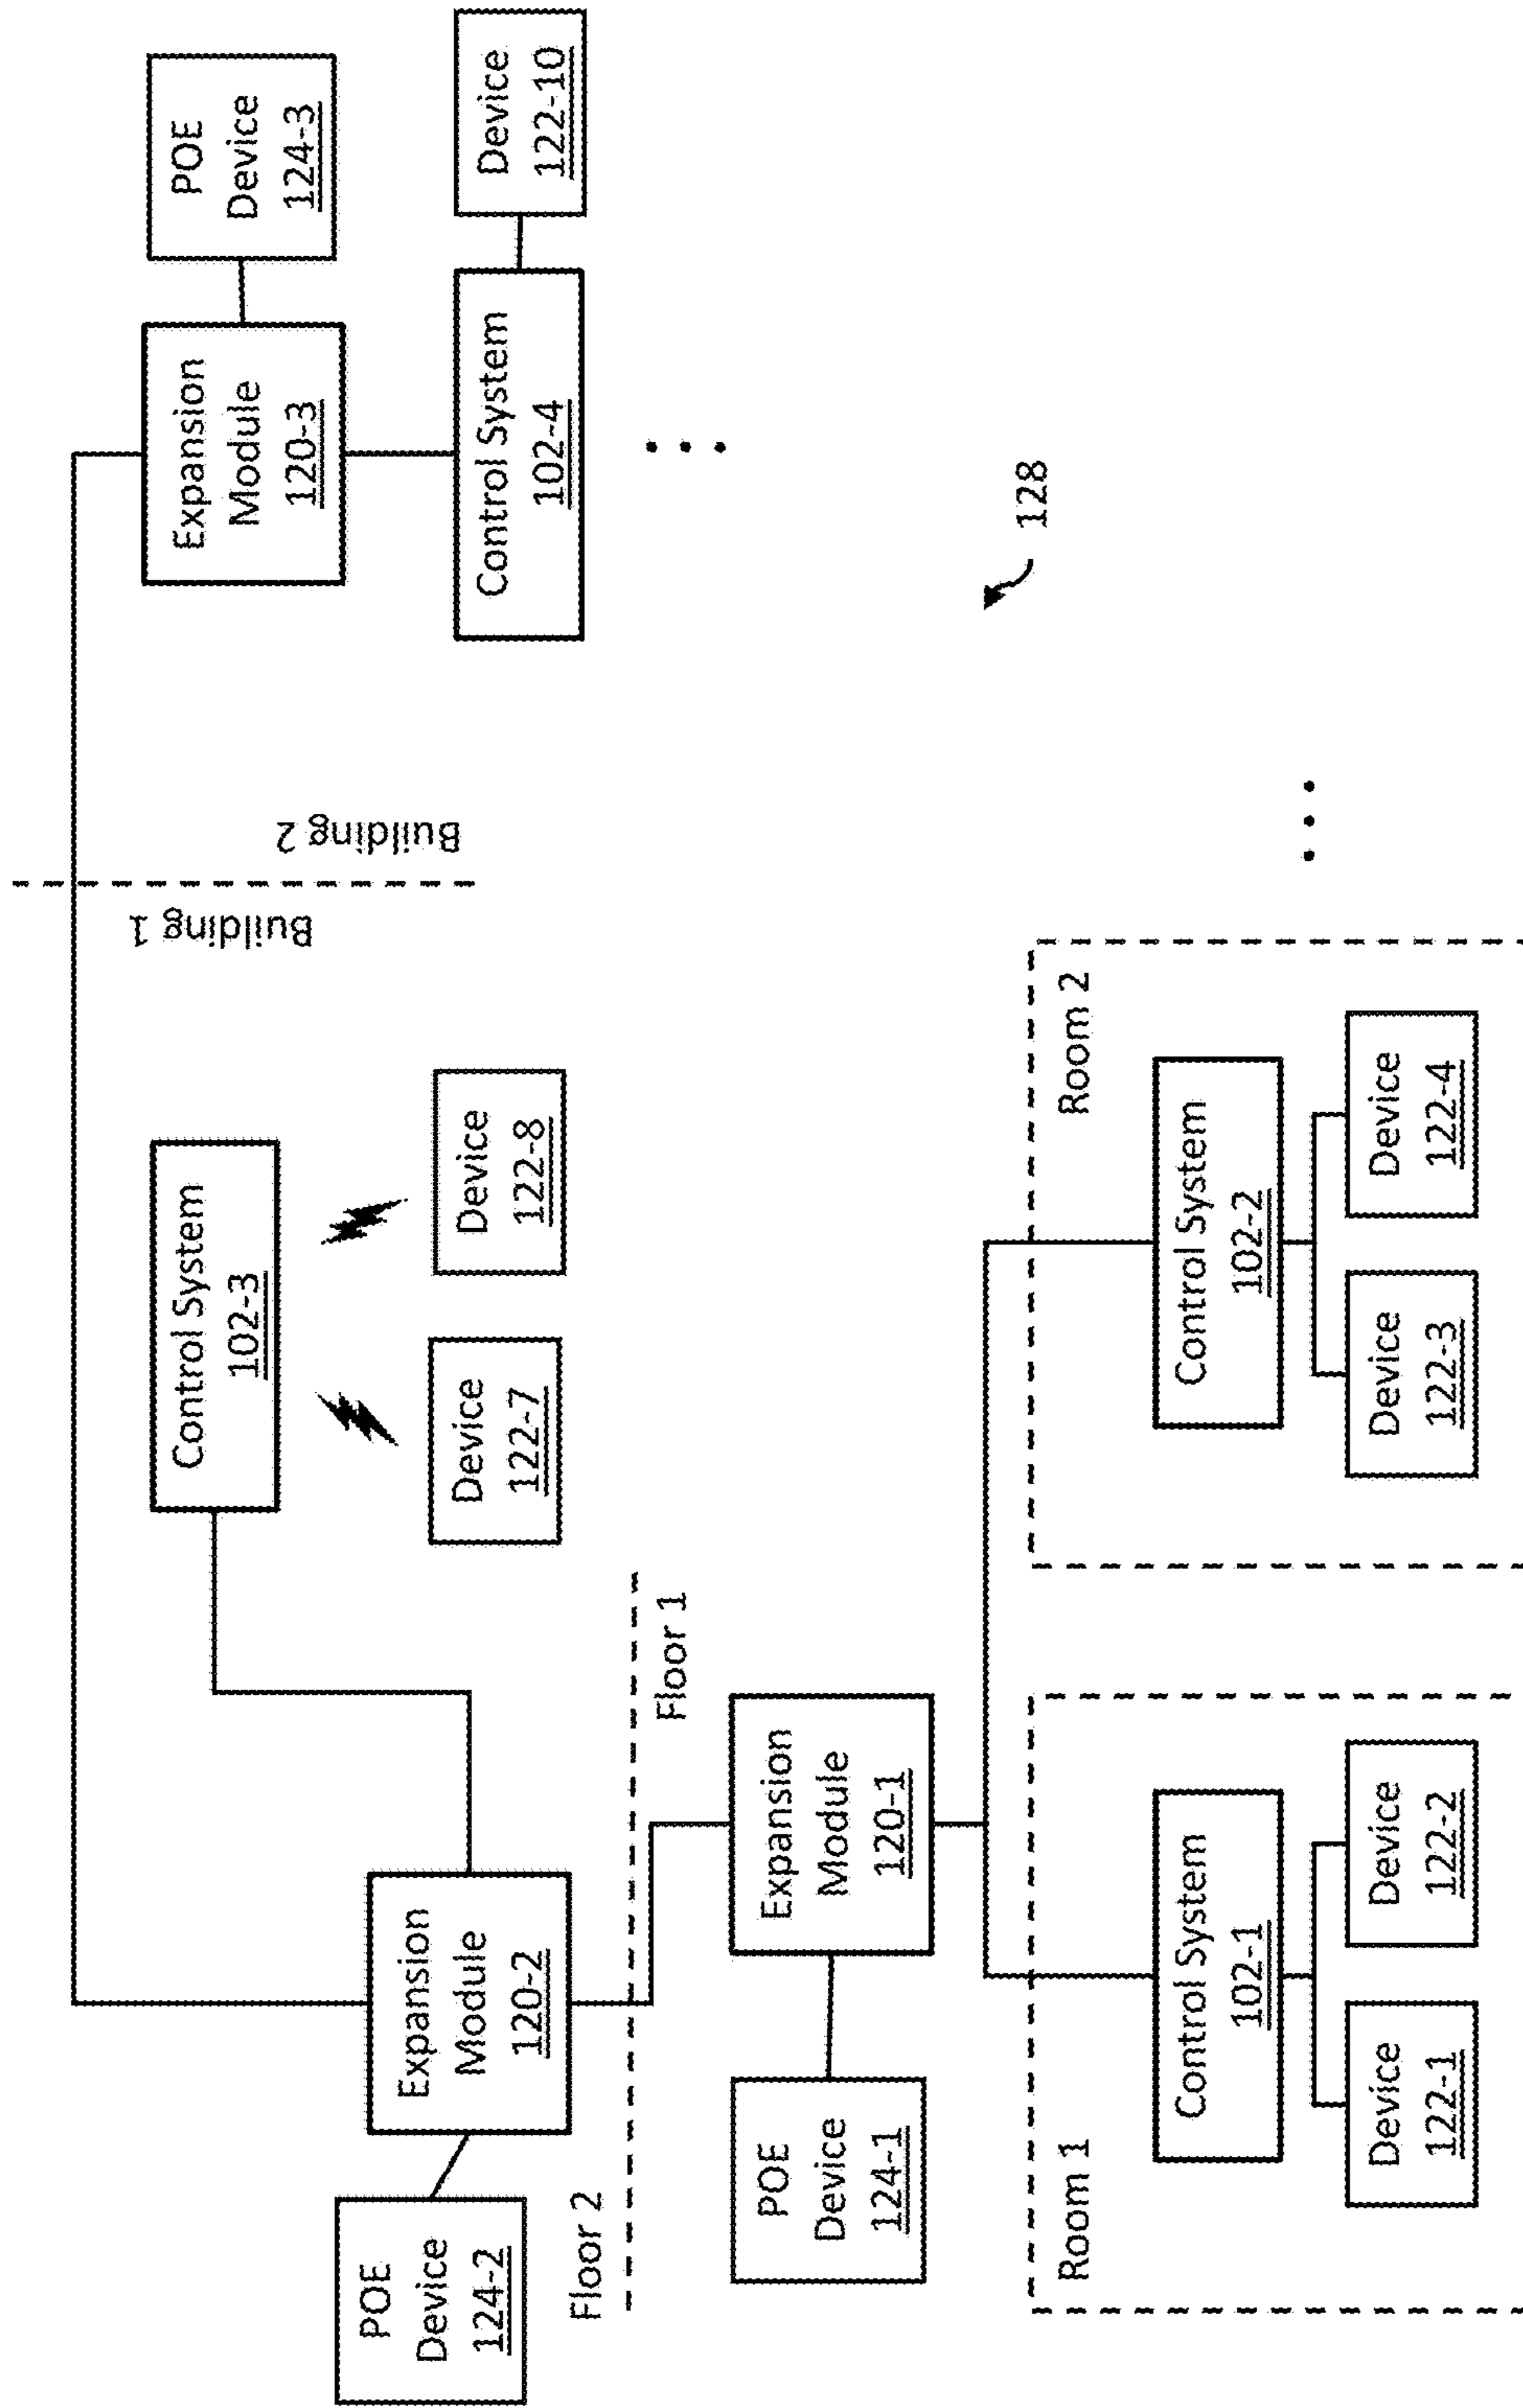 Building 1
Building 2
Expansion
Module
120-3
POE
Device
124-3
Control System
102-4
Device
122-10
Control System
102-3
Device
122-7
Device
122-8
POE
Device
124-2
Expansion
Module
120-2
Floor 2
Floor 1
POE
Device
124-1
Expansion
Module
120-1
128
Room 1
Control System
102-1
Device
122-1
Device
122-2
Room 2
Control System
102-2
Device
122-3
Device
122-4